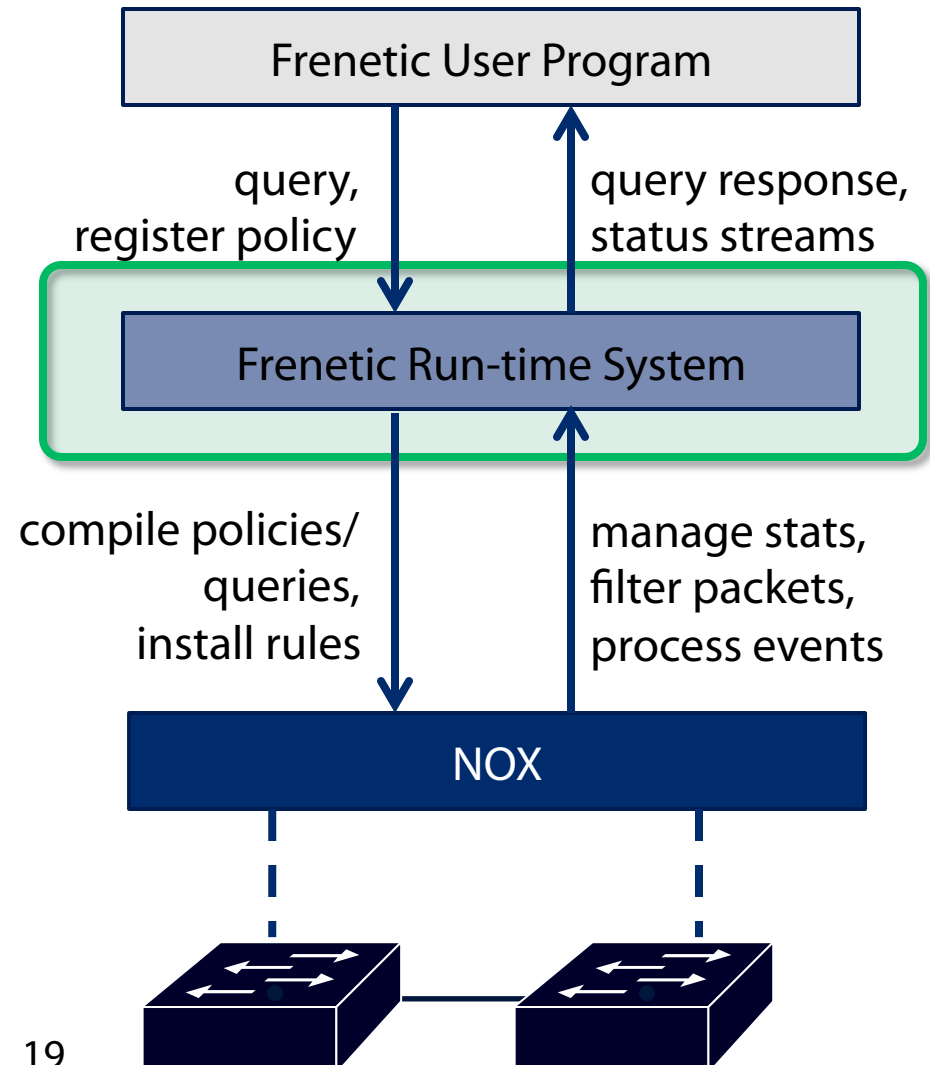 Frenetic User Program
query,
register policy
query response,
status streams
Frenetic Run-time System
compile policies/
queries,
install rules
manage stats,
filter packets,
process events
NOX
19